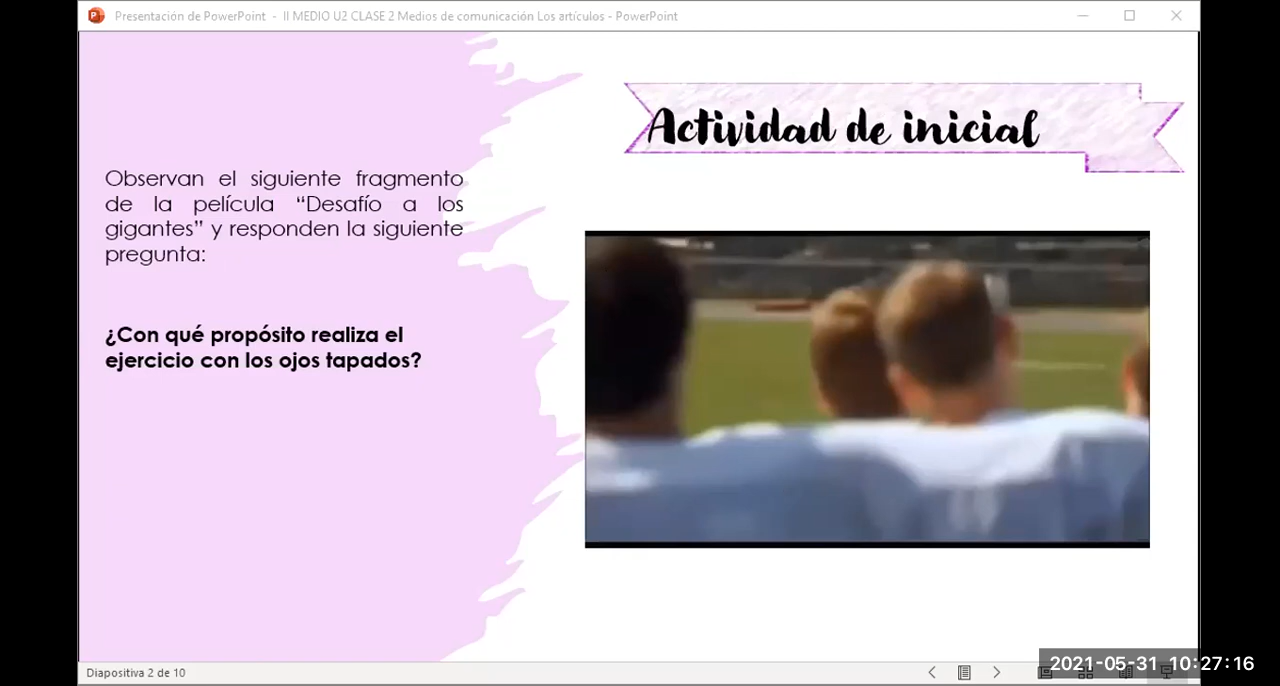 Presentación de PowerPoint - II MEDIO U2 CLASE 2 Medios de comunicación Los artículos - PowerPoint
Actividad de inicial
Observan el siguiente fragmento
de la película “Desafío a los
gigantes” y responden la siguiente
pregunta:
¿Con qué propósito realiza el
ejercicio con los ojos tapados?
Diapositiva 2 de 10
2021-05-31 10:27:16